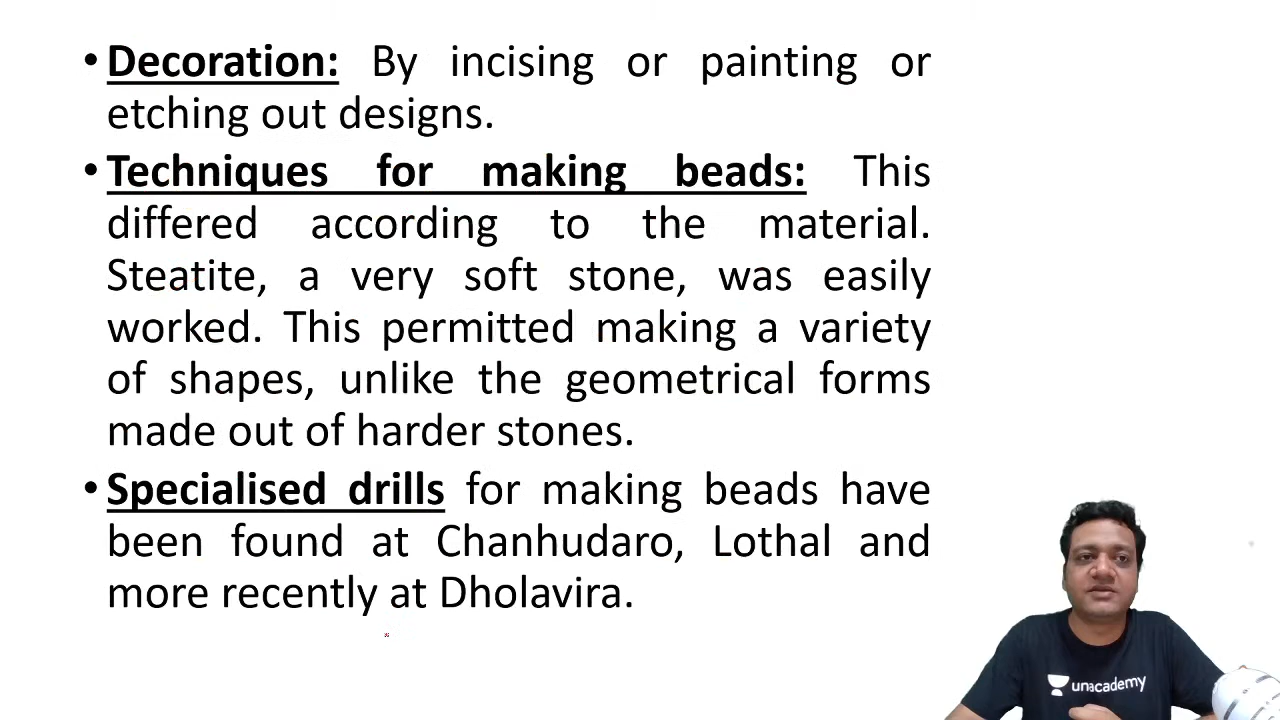 • Decoration: By incising or painting or
etching out designs.
• Techniques for making beads: This
differed according to the material.
Steatite, a very soft stone, was easily
worked. This permitted making a variety
of shapes, unlike the geometrical forms
made out of harder stones.
• Specialised drills for making beads have
been found at Chanhudaro, Lothal and
more recently at Dholavira.
unacademy